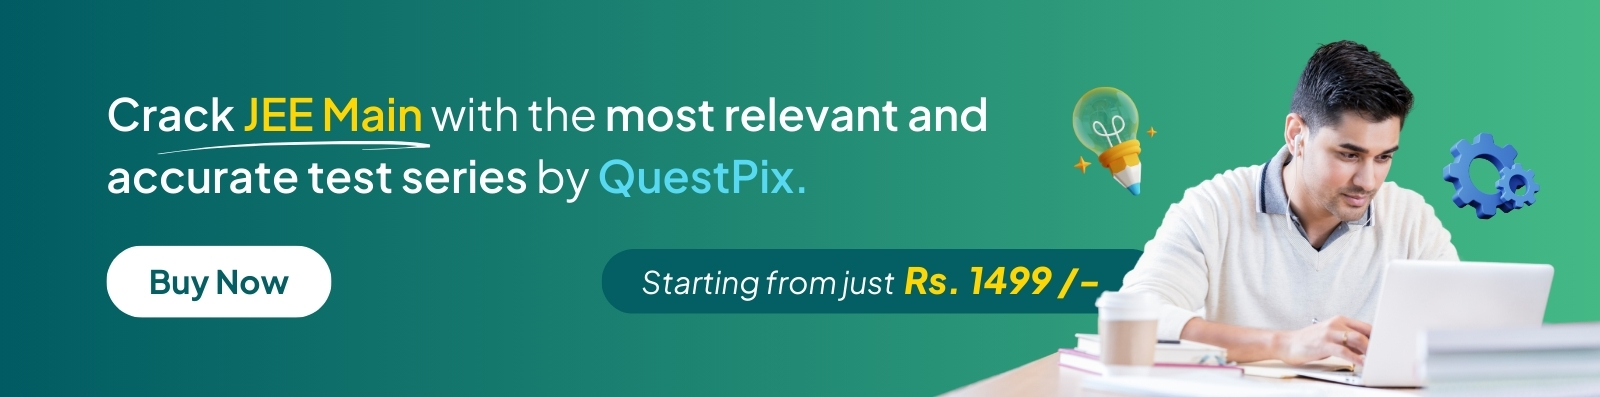 Crack JEE Main with the most relevant and
accurate test series by QuestPix.
Buy Now
Starting from just Rs. 1499 /-